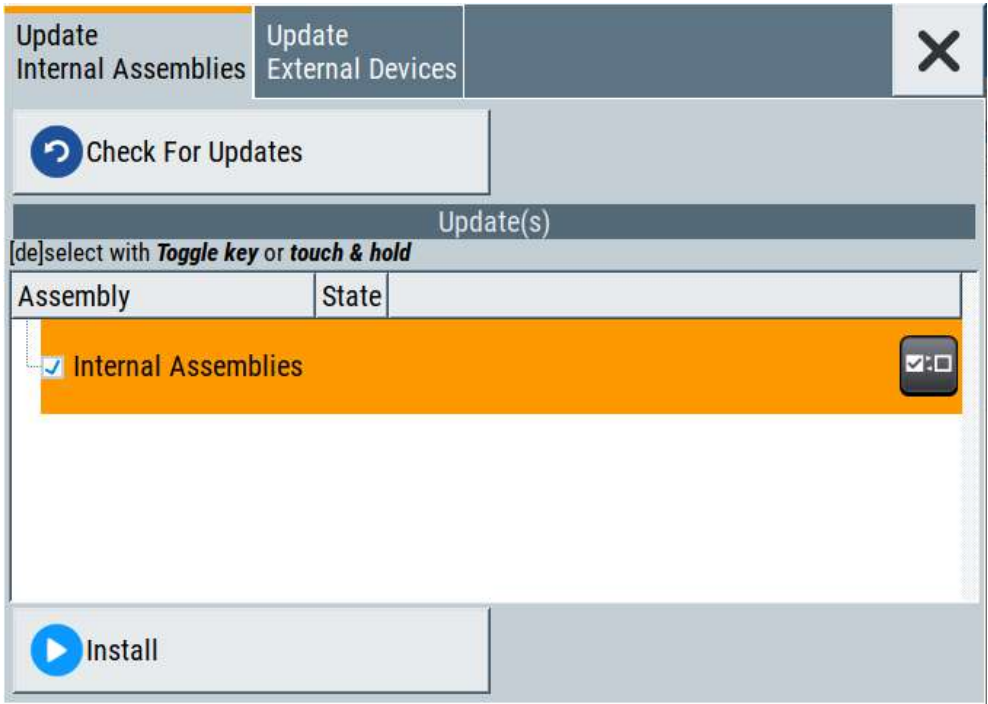 Update
Internal Assemblies
Update
External Devices
Check For Updates
Update(s)
[de]select with Toggle key or touch & hold
Assembly State
Internal Assemblies
Install